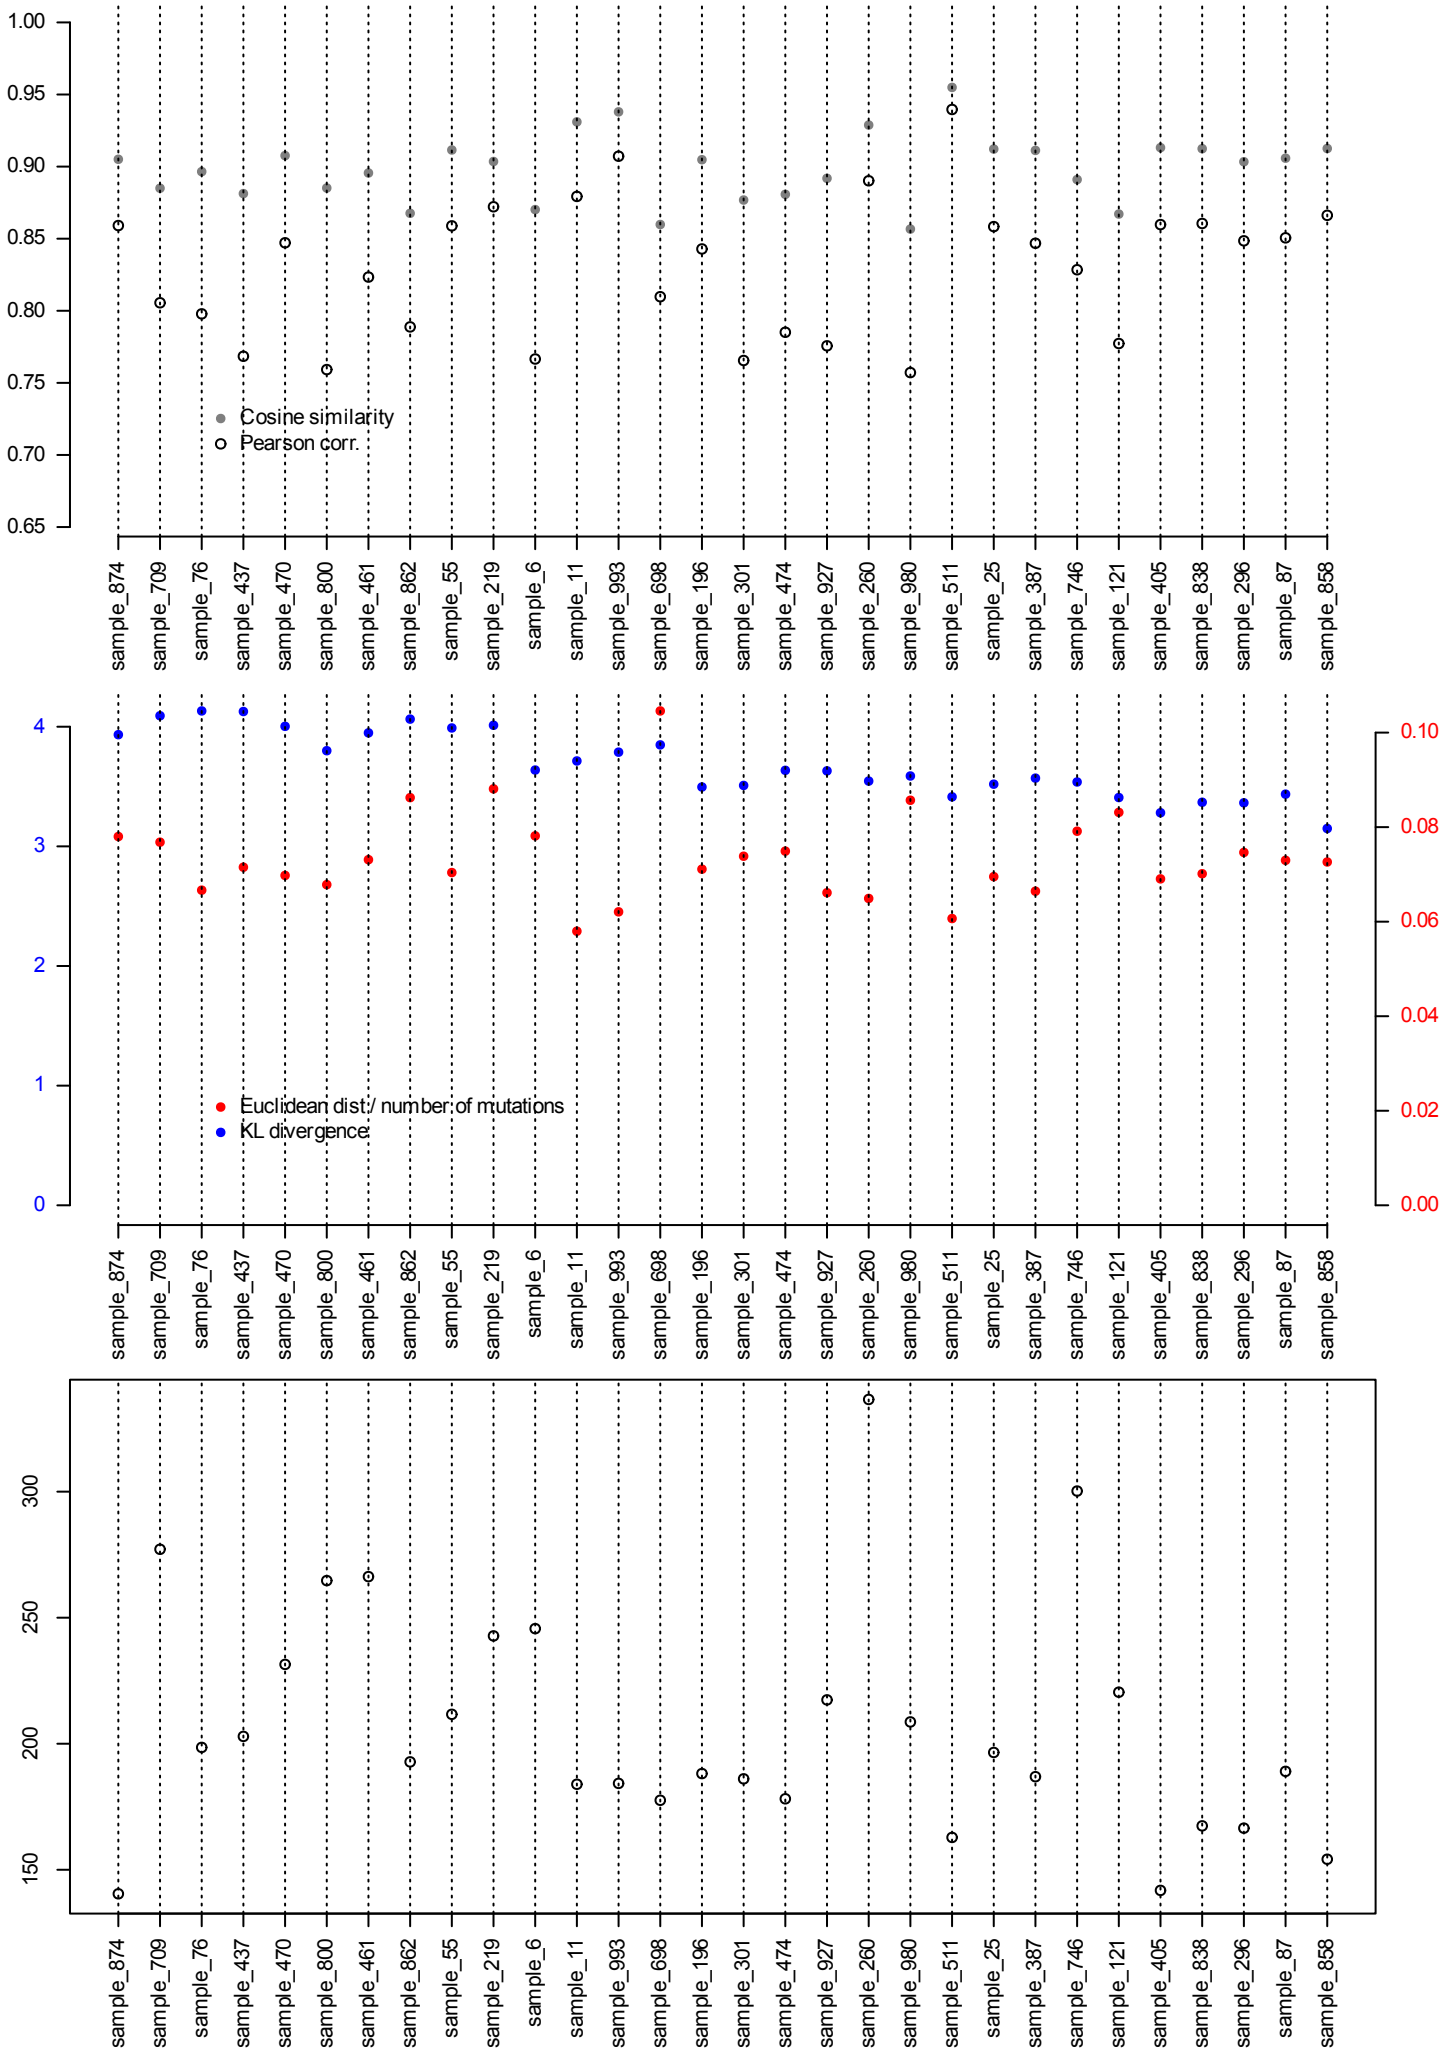 1.00
0.95
0.90
0.85
0.80
0.75
0.70
0.65
Cosine similarity
Pearson corr.
sample_874
sample_709
sample_76
sample_437
sample_470
sample_800
sample_461
sample_862
sample_55
sample_219
sample_6
sample_11
sample_993
sample_698
sample_196
sample_301
sample_474
sample_927
sample_260
sample_980
sample_511
sample_25
sample_387
sample_746
sample_121
sample_405
sample_838
sample_296
sample_87
sample_858
4
3
2
1
0
0.10
0.08
0.06
0.04
0.02
0.00
Euclidean dist./ number of mutations
KL divergence
sample_874
sample_709
sample_76
sample_437
sample_470
sample_800
sample_461
sample_862
sample_55
sample_219
sample_6
sample_11
sample_993
sample_698
sample_196
sample_301
sample_474
sample_927
sample_260
sample_980
sample_511
sample_25
sample_387
sample_746
sample_121
sample_405
sample_838
sample_296
sample_87
sample_858
300
250
200
150
sample_874
sample_709
sample_76
sample_437
sample_470
sample_800
sample_461
sample_862
sample_55
sample_219
sample_6
sample_11
sample_993
sample_698
sample_196
sample_301
sample_474
sample_927
sample_260
sample_980
sample_511
sample_25
sample_387
sample_746
sample_121
sample_405
sample_838
sample_296
sample_87
sample_858